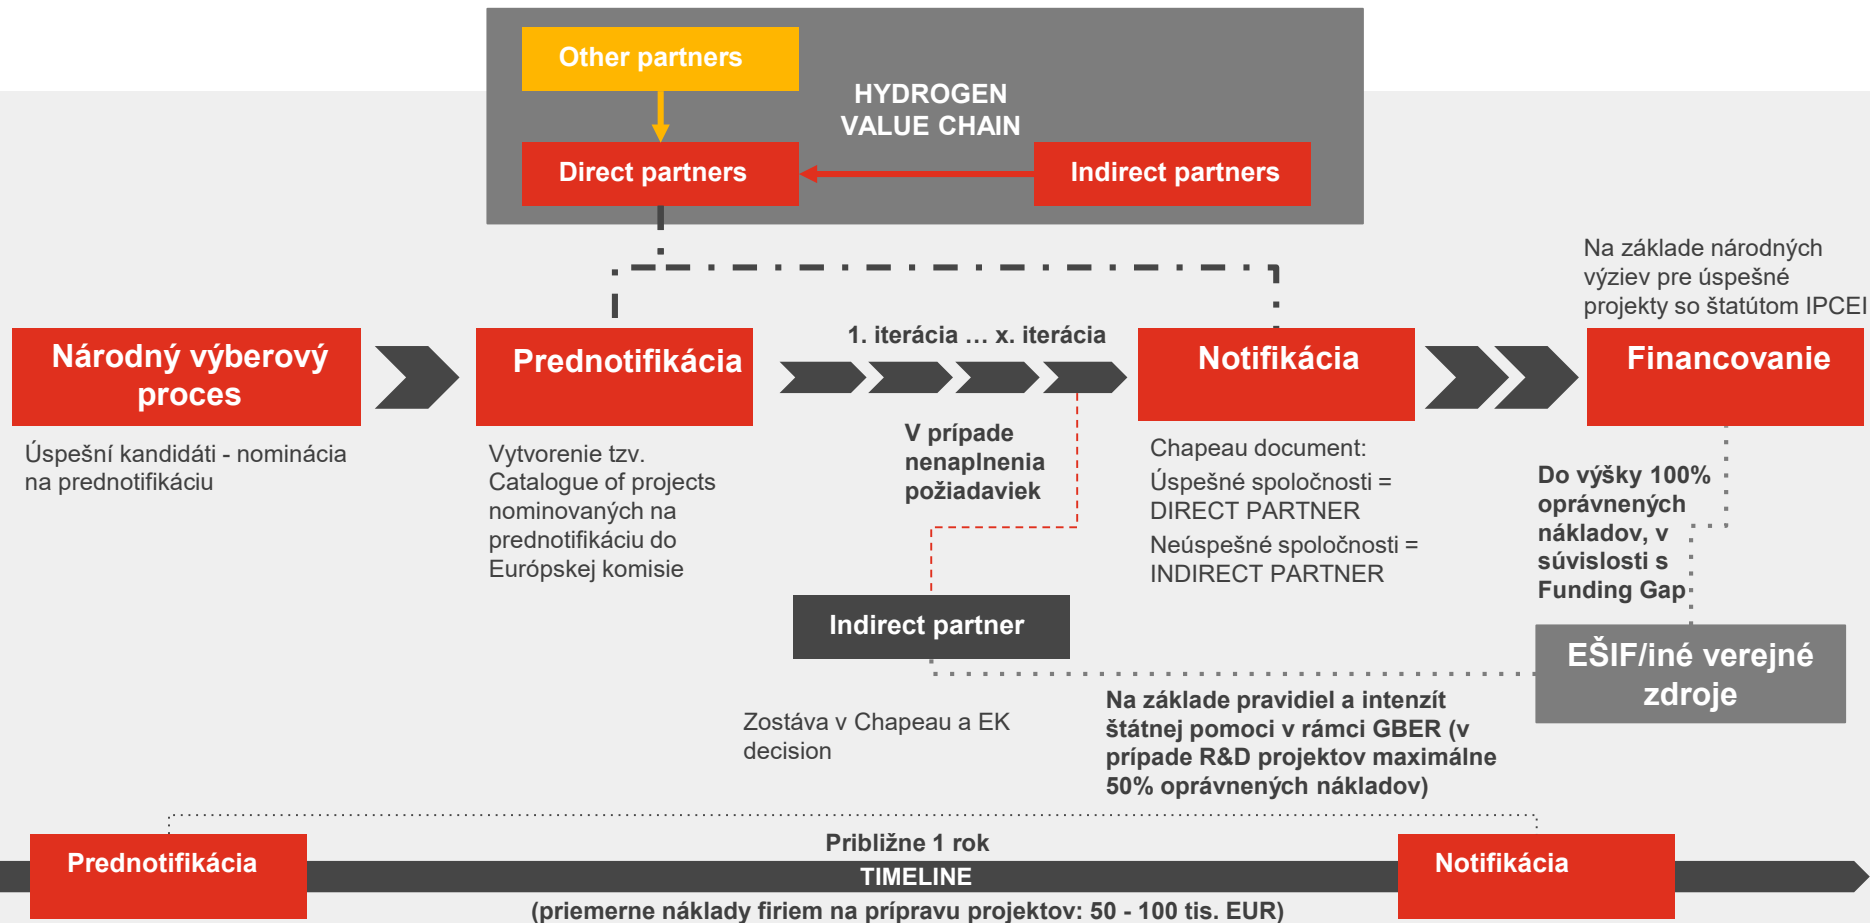 Other partners
HYDROGEN
VALUE CHAIN
Direct partners
Indirect partners
Na základe národných
výziev pre úspešné
projekty so štatútom IPCEI
Národný výberový
proces
Prednotifikácia
1. iterácia ... x. iterácia
Notifikácia
Financovanie
Úspešní kandidáti - nominácia
na prednotifikáciu
Vytvorenie tzv.
Catalogue of projects
nominovaných na
prednotifikáciu do
Európskej komisie
V prípade
nenaplnenia
požiadaviek
Chapeau document:
Úspešné spoločnosti =
DIRECT PARTNER
Neúspešné spoločnosti =
INDIRECT PARTNER
Do výšky 100%
oprávnených
nákladov, v
súvislosti s
Funding Gap
Indirect partner
EŠIF/iné verejné
zdroje
Zostáva v Chapeau a EK
decision
Na základe pravidiel a intenzít
štátnej pomoci v rámci GBER (v
prípade R&D projektov maximálne
50% oprávnených nákladov)
Prednotifikácia
Približne 1 rok
TIMELINE
Notifikácia
(priemerne náklady firiem na prípravu projektov: 50 - 100 tis. EUR)